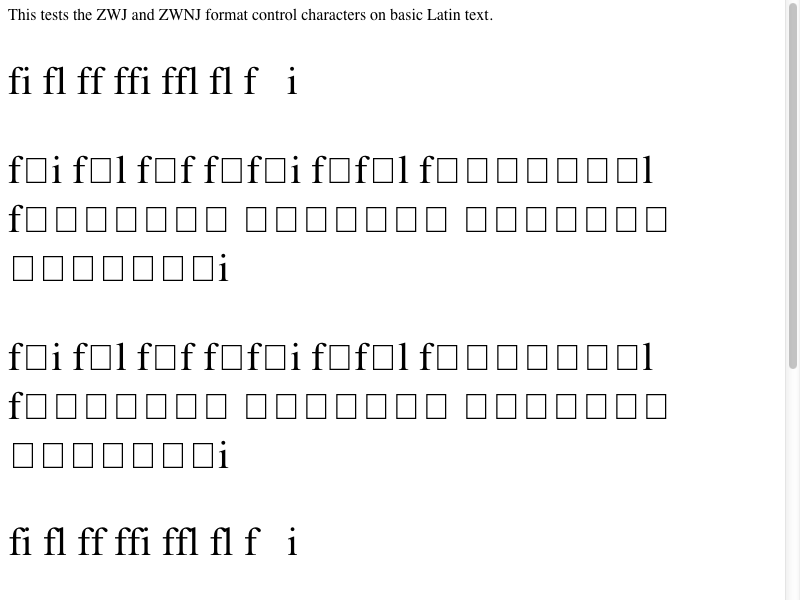 This tests the ZWJ and ZWNJ format control characters on basic Latin text.
fi fl ff ffi ffl fl f   i
f□i f□l f□f f□f□i f□f□l f□□□□□□□l
f□□□□□□□ □□□□□□□ □□□□□□□
□□□□□□□i
f□i f□l f□f f□f□i f□f□l f□□□□□□□l
f□□□□□□□ □□□□□□□ □□□□□□□
□□□□□□□i
fi fl ff ffi ffl fl f   i